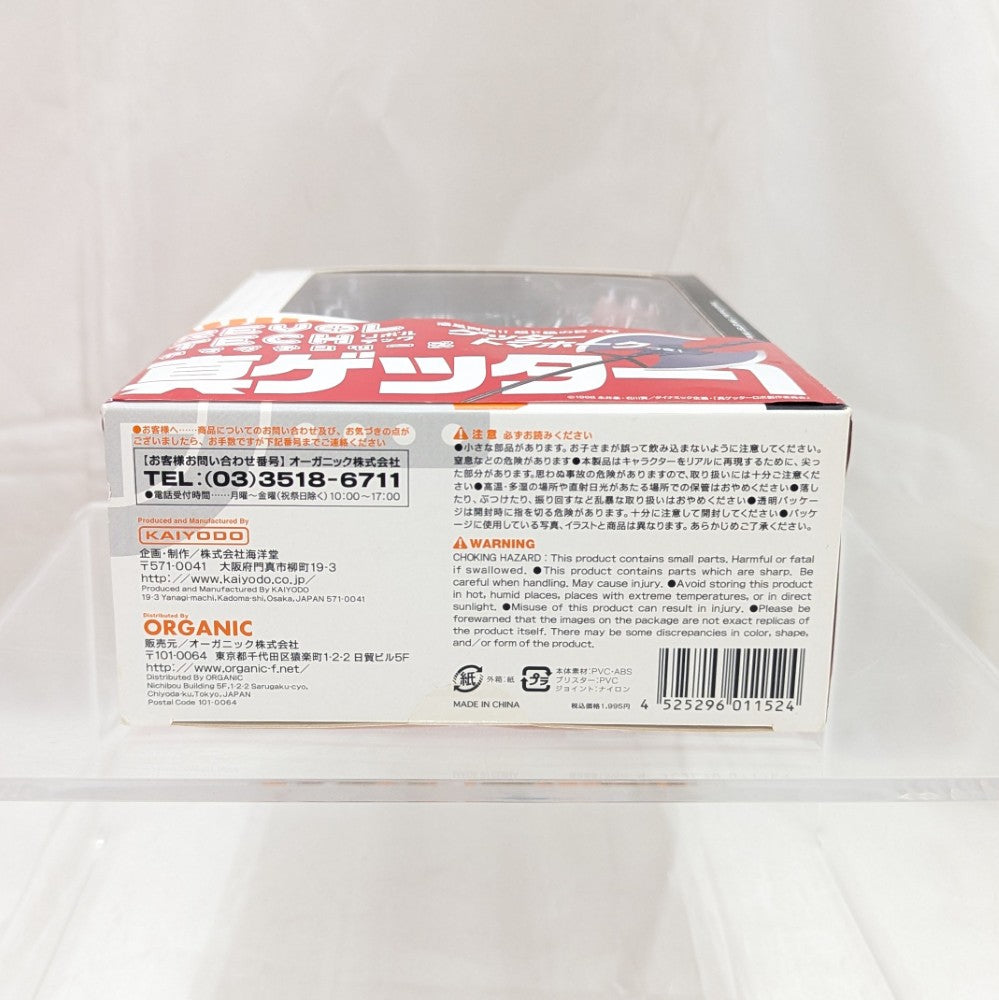 真ゲッター1
●お客様へ……商品についてのお問い合わせ及び、お気づきの点が
ございましたら、お手数ですが下記番号までご連絡ください
【お客様お問い合わせ番号】オーガニック株式会社
TEL:(03)3518-6711
●電話受付時間……月曜〜金曜(祝祭日除く)10:00〜17:00
Produced and Manufactured By
KAIYODO
企画・制作/株式会社海洋堂
〒571-0041 大阪府門真市柳町19-3
http://www.kaiyodo.co.jp/
Produced and Manufactured By KAIYODO
19-3 Yanagi-machi, Kadoma-shi, Osaka, JAPAN 571-0041
Distributed By
ORGANIC
販売元/オーガニック株式会社
〒101-0064 東京都千代田区猿楽町1-2-2 日貿ビル5F
http://www.organic-f.net/
Distributed By ORGANIC
Nichibou Building 5F,1-2-2 Sarugaku-cyo,
Chiyoda-ku,Tokyo,JAPAN
Postal Code 101-0064
注意 必ずお読みください
●小さな部品があります。お子さまが誤って飲み込まないように注意してください。
窒息などの危険があります●本製品はキャラクターをリアルに再現するために、尖っ
た部分があります。思わぬ事故の危険がありますので、取り扱いには十分ご注意くだ
さい●高温・多湿の場所や直射日光があたる場所での保管はおやめください●落し
たり、ぶつけたり、振り回すなど乱暴な取り扱いはおやめください●透明パッケージ
は開封時に指を切る危険があります。十分に注意して開封してください●パッケ
ージに使用している写真、イラストと商品は異なります。あらかじめご了承ください。
WARNING
CHOKING HAZARD : This product contains small parts. Harmful or fatal
if swallowed. ●This product contains parts which are sharp. Be
careful when handling. May cause injury. ●Avoid storing this product
in hot, humid places, places with extreme temperatures, or in direct
sunlight. ●Misuse of this product can result in injury. ●Please be
forewarned that the images on the package are not exact replicas of
the product itself. There may be some discrepancies in color, shape,
and/or form of the product.
紙 外箱:紙 プラ
本体素材:PVC・ABS
ブリスター:PVC
ジョイント:ナイロン
MADE IN CHINA
税込価格1,995円
4 525296 011524